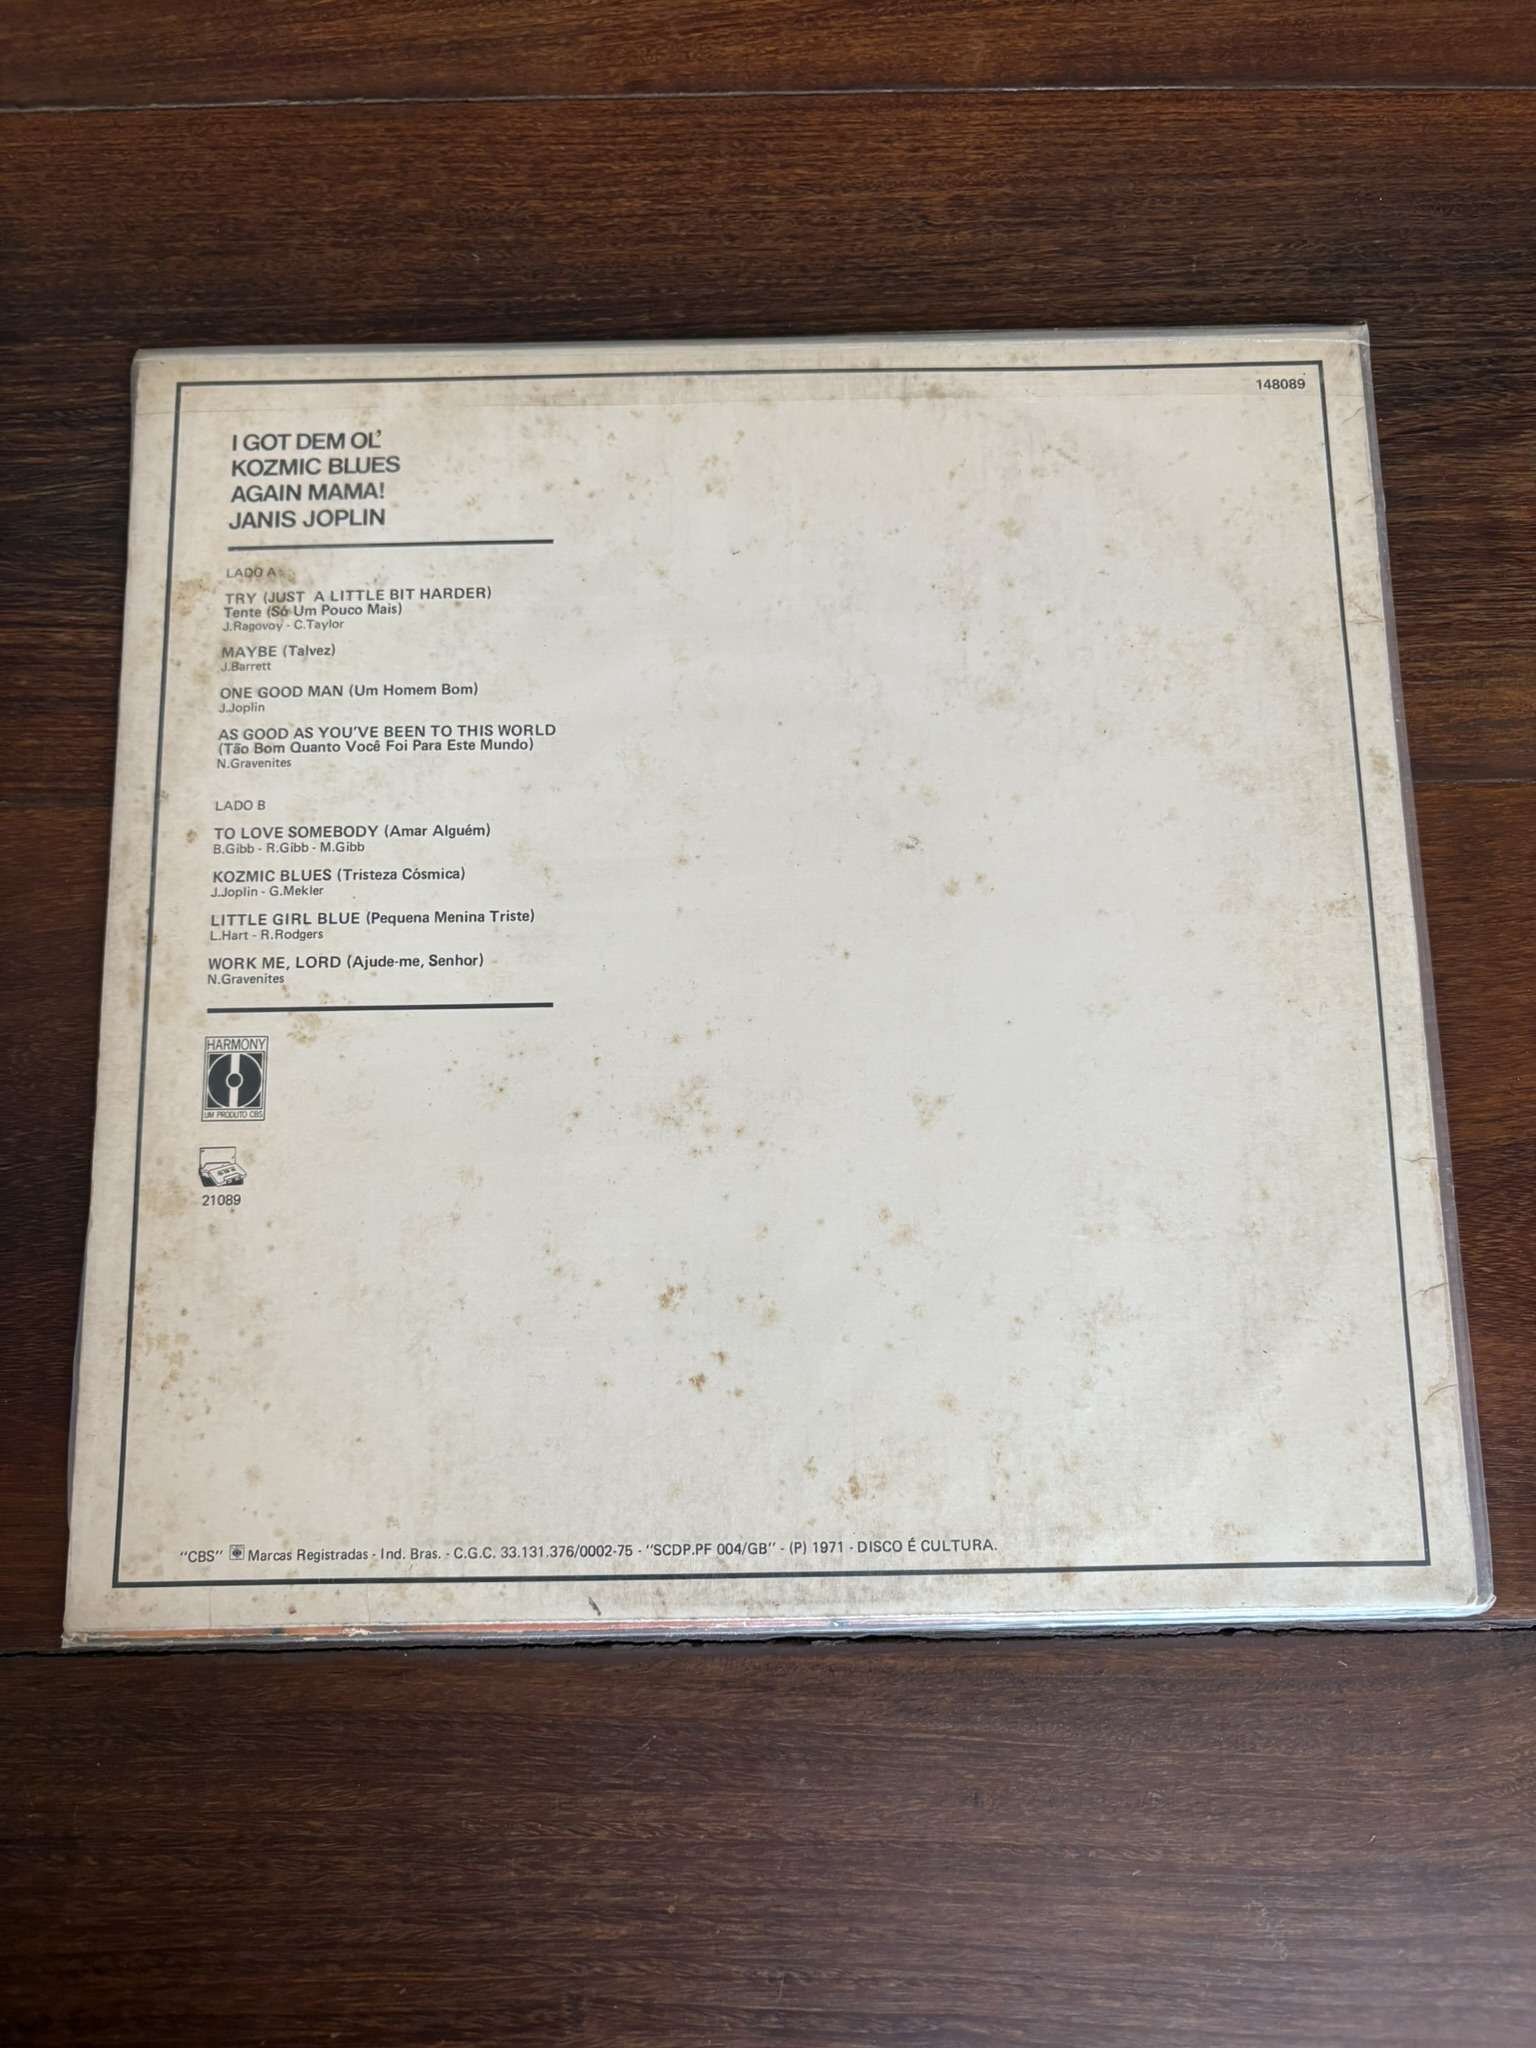 148089
I GOT DEM OL'
KOZMIC BLUES
AGAIN MAMA!
JANIS JOPLIN
LADO A
TRY (JUST A LITTLE BIT HARDER)
Tente (Só Um Pouco Mais)
J.Ragovoy - C.Taylor
MAYBE (Talvez)
J.Barrett
ONE GOOD MAN (Um Homem Bom)
J.Joplin
AS GOOD AS YOU'VE BEEN TO THIS WORLD
(Tão Bom Quanto Você Foi Para Este Mundo)
N.Gravenites
LADO B
TO LOVE SOMEBODY (Amar Alguém)
B.Gibb - R.Gibb - M.Gibb
KOZMIC BLUES (Tristeza Cósmica)
J.Joplin - G.Mekler
LITTLE GIRL BLUE (Pequena Menina Triste)
L.Hart - R.Rodgers
WORK ME, LORD (Ajude-me, Senhor)
N.Gravenites
HARMONY
UM PRODUTO CBS
21089
"CBS" Marcas Registradas - Ind. Bras. - C.G.C. 33.131.376/0002-75 - "SCDP.PF 004/GB" - (P) 1971 - DISCO É CULTURA.